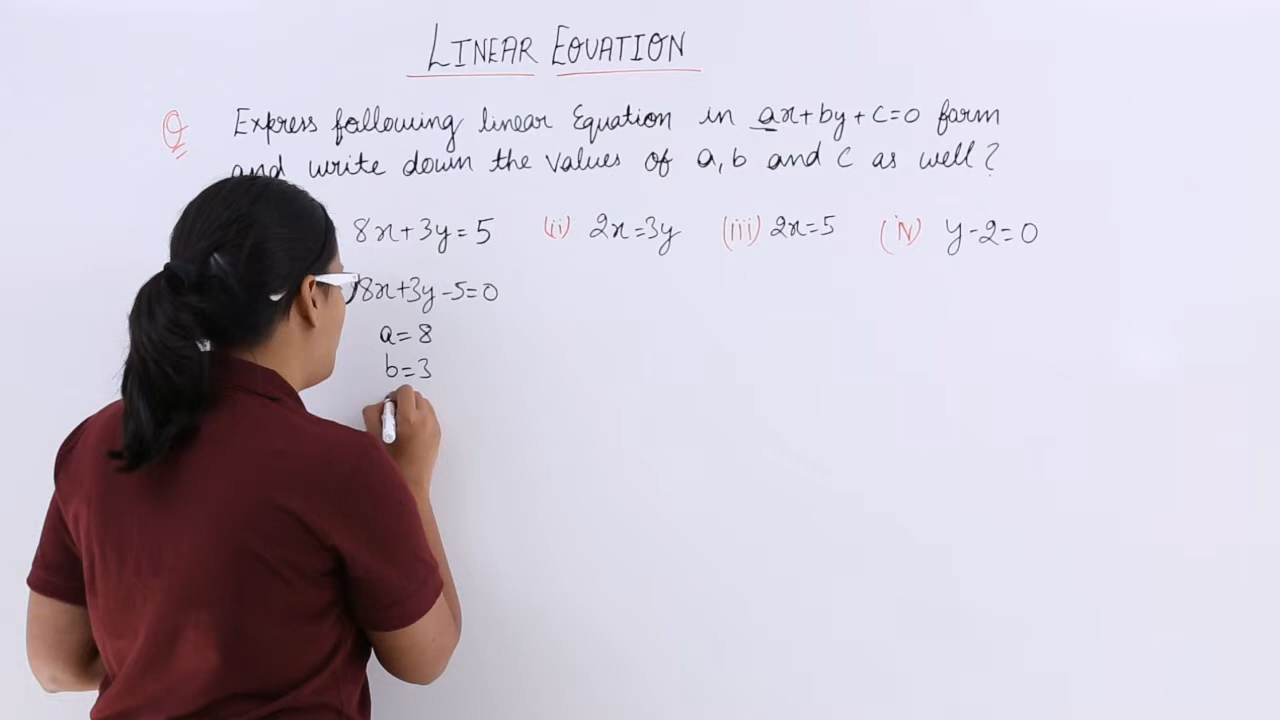 LINEAR EQUATION
Q Express following linear Equation in ax+by+c=0 form
and write down the values of a, b and c as well?
8x+3y=5 (ii) 2x=3y (iii) 2x=5 (iv) y-2=0
8x+3y-5=0
a=8
b=3